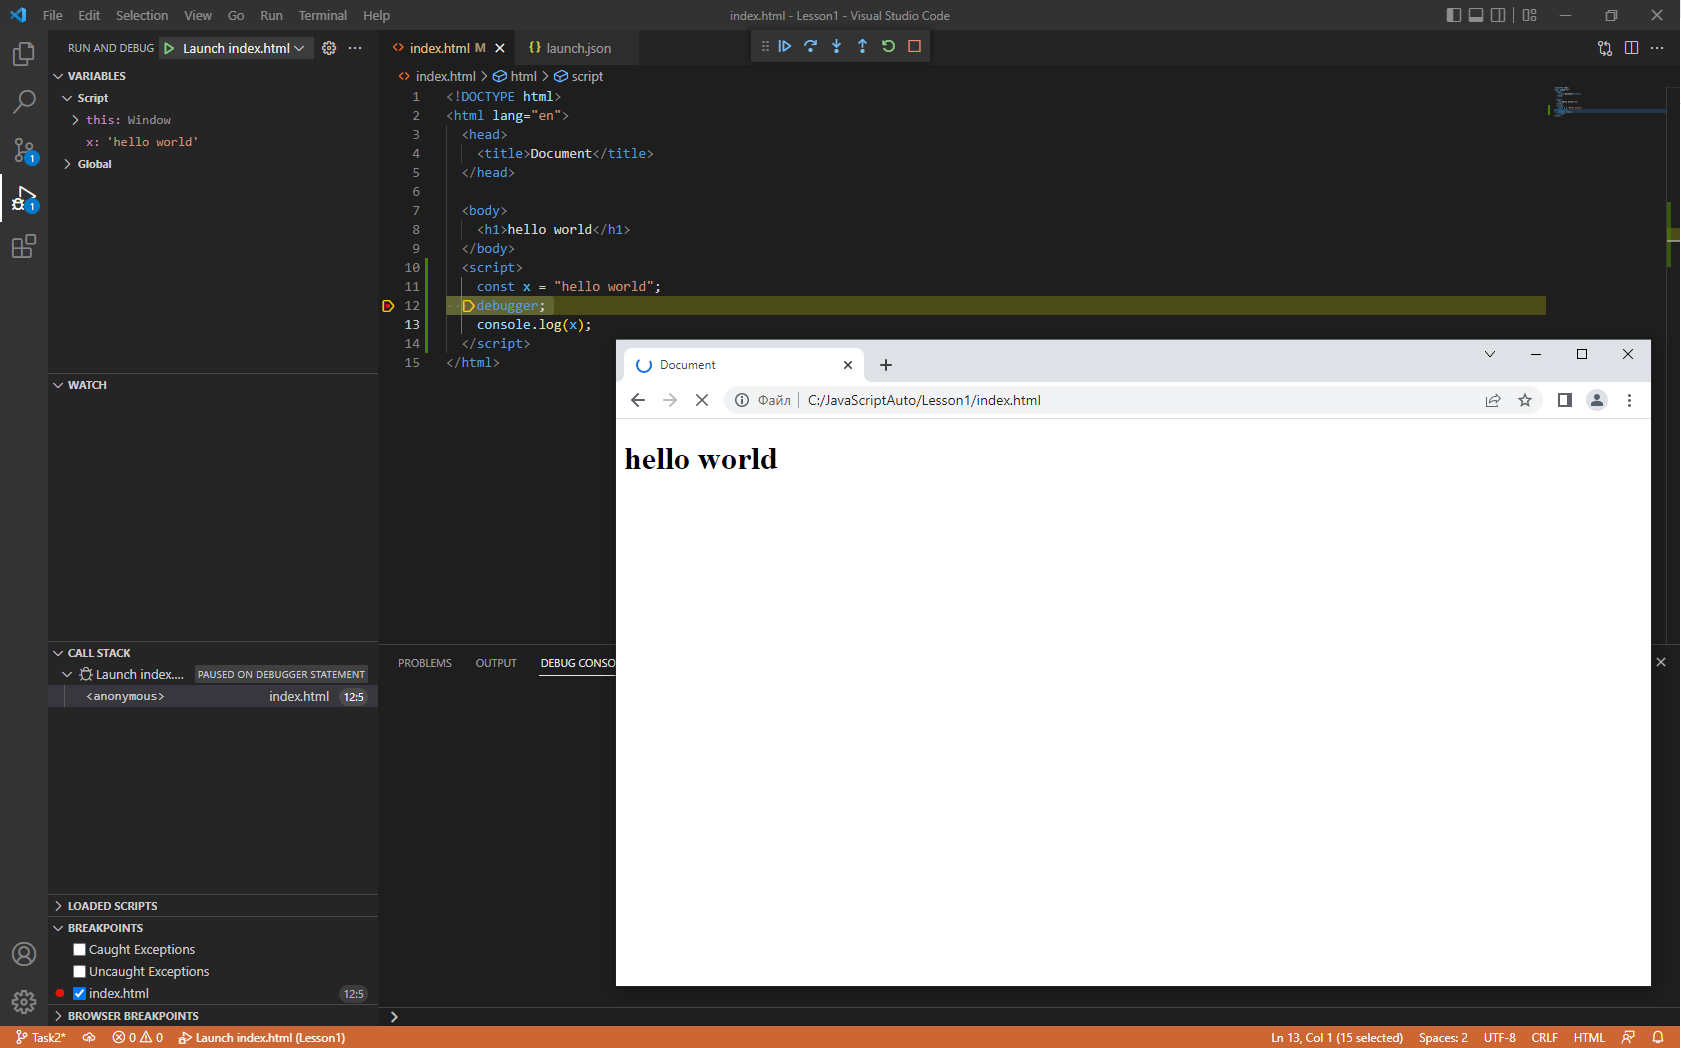 File Edit Selection View Go Run Terminal Help
index.html - Lesson1 - Visual Studio Code
RUN AND DEBUG Launch index.html
VARIABLES
Script
this: Window
x: 'hello world'
Global
WATCH
CALL STACK
Launch index.... PAUSED ON DEBUGGER STATEMENT
<anonymous> index.html 12:5
LOADED SCRIPTS
BREAKPOINTS
Caught Exceptions
Uncaught Exceptions
index.html 12:5
BROWSER BREAKPOINTS
1
1
index.html M {} launch.json
index.html > html > script
1 <!DOCTYPE html>
2 <html lang="en">
3 <head>
4 <title>Document</title>
5 </head>
6
7 <body>
8 <h1>hello world</h1>
9 </body>
10 <script>
11 const x = "hello world";
12 debugger;
13 console.log(x);
14 </script>
15 </html>
PROBLEMS OUTPUT DEBUG CONSO
Document
Файл C:/JavaScriptAuto/Lesson1/index.html
hello world
Task2* 0 0 Launch index.html (Lesson1)
Ln 13, Col 1 (15 selected) Spaces: 2 UTF-8 CRLF HTML